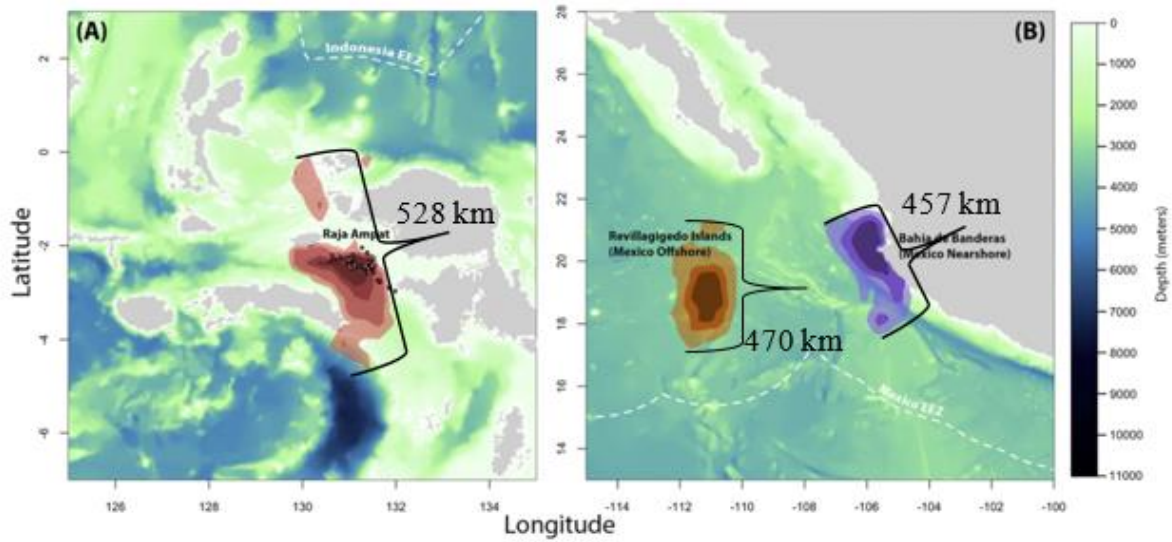 (A)
Indonesia EEZ
528 km
Raja Ampat
Latitude
2
0
-2
-4
-6
126
128
130
132
134
(B)
457 km
Revillagigedo Islands
(Mexico Offshore)
Bahia de Banderas
(Mexico Nearshore)
470 km
Mexico EEZ
28
26
24
22
20
18
16
14
-114
-112
-110
-108
-106
-104
-102
-100
Longitude
0
1000
2000
3000
4000
5000
6000
7000
8000
9000
10000
11000
Depth (meters)